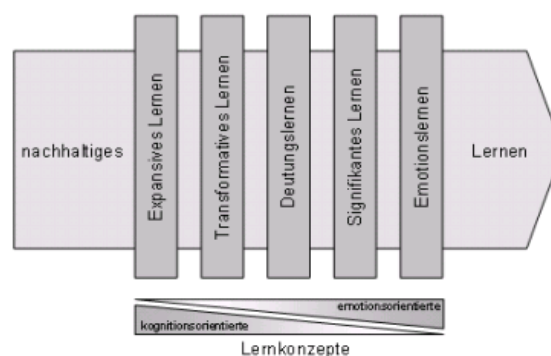 nachhaltiges
Expansives Lernen
Transformatives Lernen
Deutungslernen
Signifikantes Lernen
Emotionslernen
Lernen
emotionsorientierte
kognitionsorientierte
Lernkonzepte